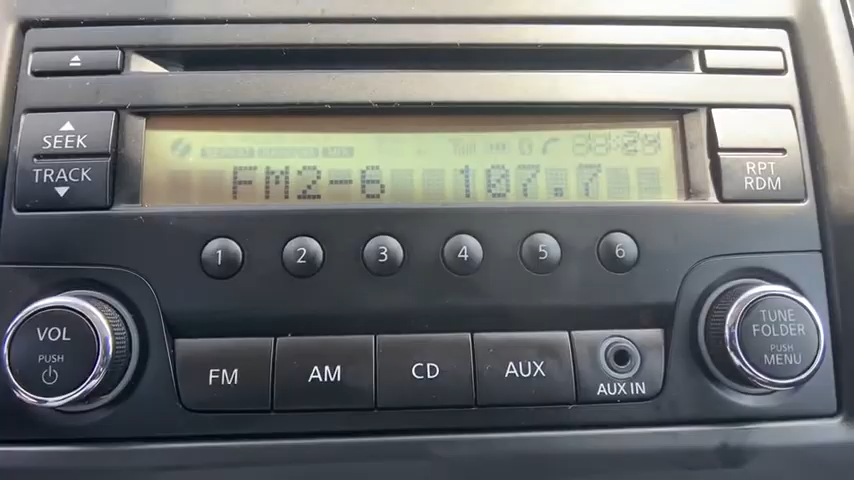 SEEK
TRACK
FM2-6 107.7
RPT
RDM
1 2 3 4 5 6
VOL
PUSH
FM AM CD AUX
AUX IN
TUNE
FOLDER
PUSH
MENU